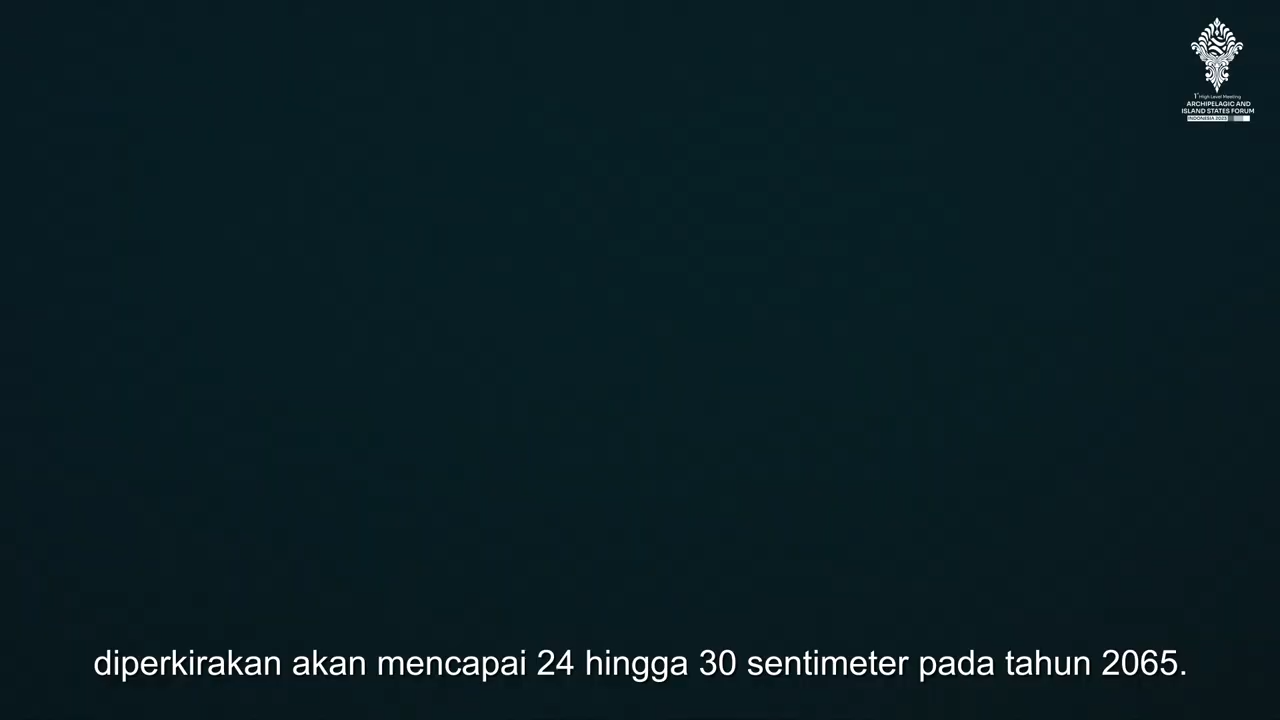 1st High Level Meeting
ARCHIPELAGIC AND
ISLAND STATES FORUM
INDONESIA 2023
diperkirakan akan mencapai 24 hingga 30 sentimeter pada tahun 2065.